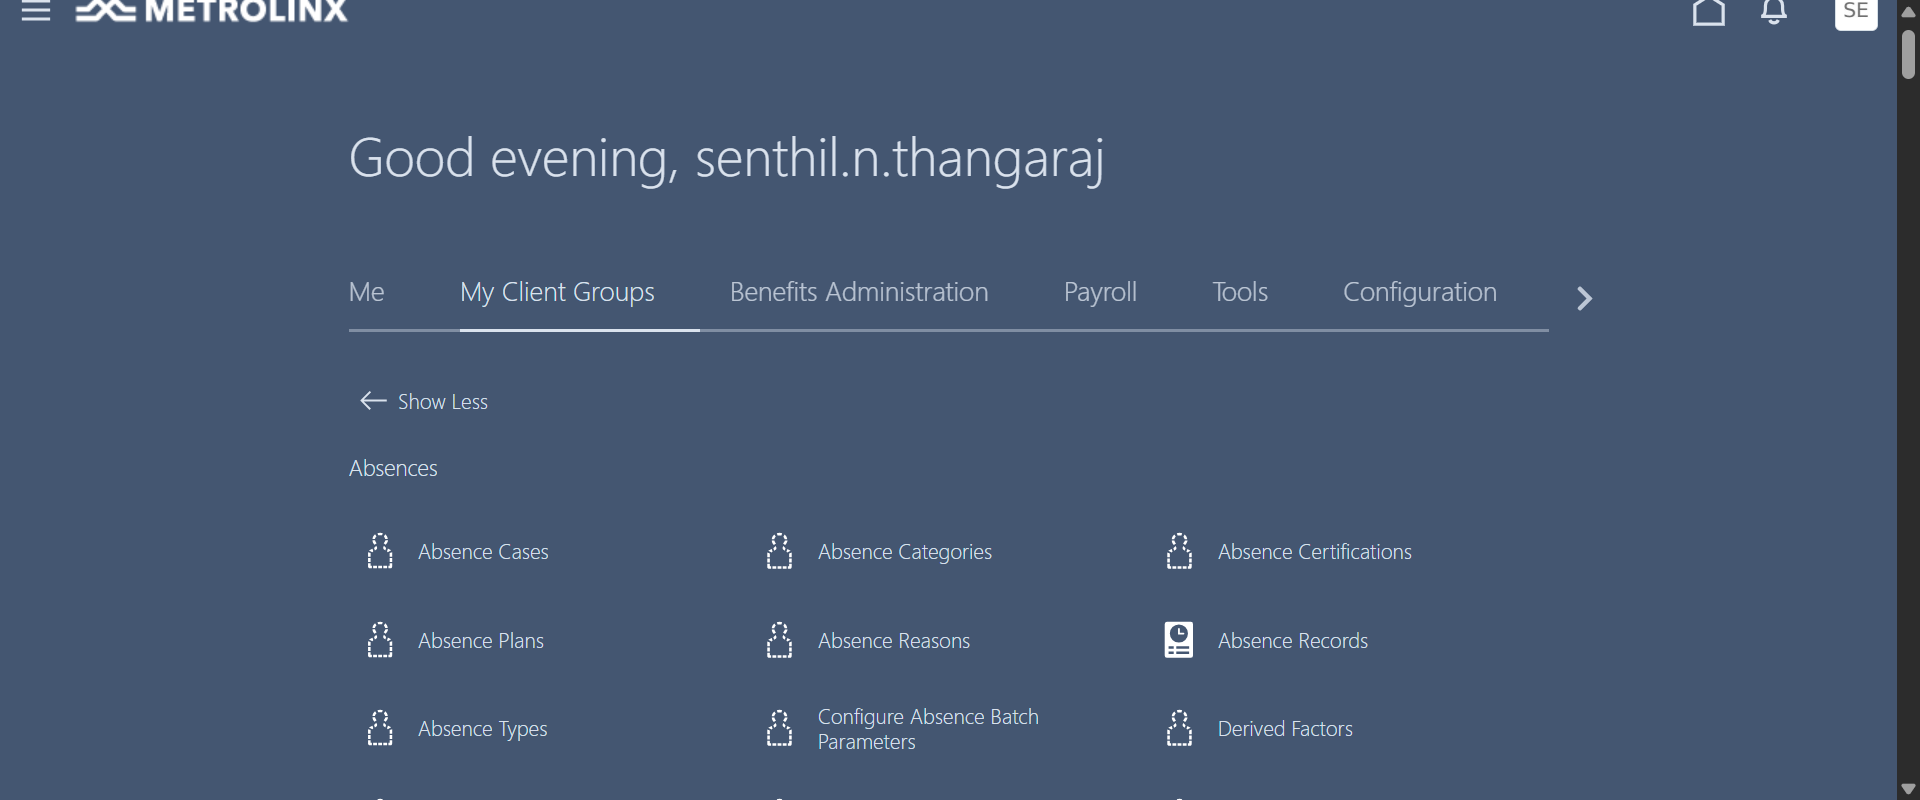 METROLINX
SE
Good evening, senthil.n.thangaraj
Me
My Client Groups
Benefits Administration
Payroll
Tools
Configuration
Show Less
Absences
Absence Cases
Absence Categories
Absence Certifications
Absence Plans
Absence Reasons
Absence Records
Absence Types
Configure Absence Batch
Parameters
Derived Factors